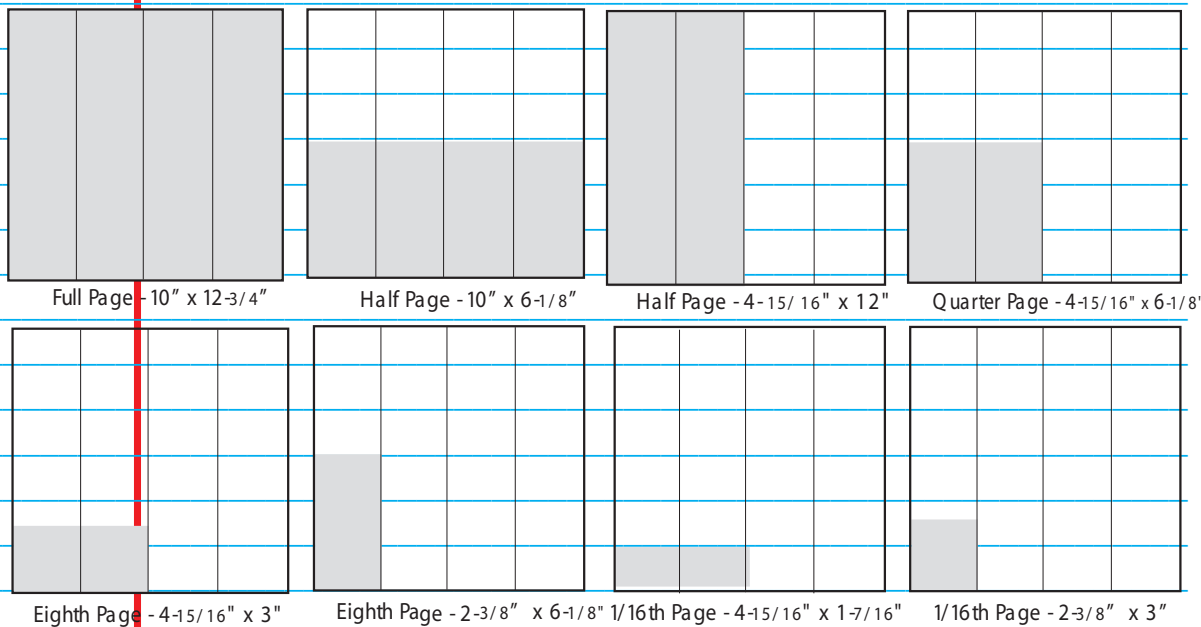 Full Page - 10" x 12-3/4"
Half Page - 10" x 6-1/8"
Half Page - 4-15/16" x 12"
Quarter Page - 4-15/16" x 6-1/8"
Eighth Page - 4-15/16" x 3"
Eighth Page - 2-3/8" x 6-1/8"
1/16th Page - 4-15/16" x 1-7/16"
1/16th Page - 2-3/8" x 3"